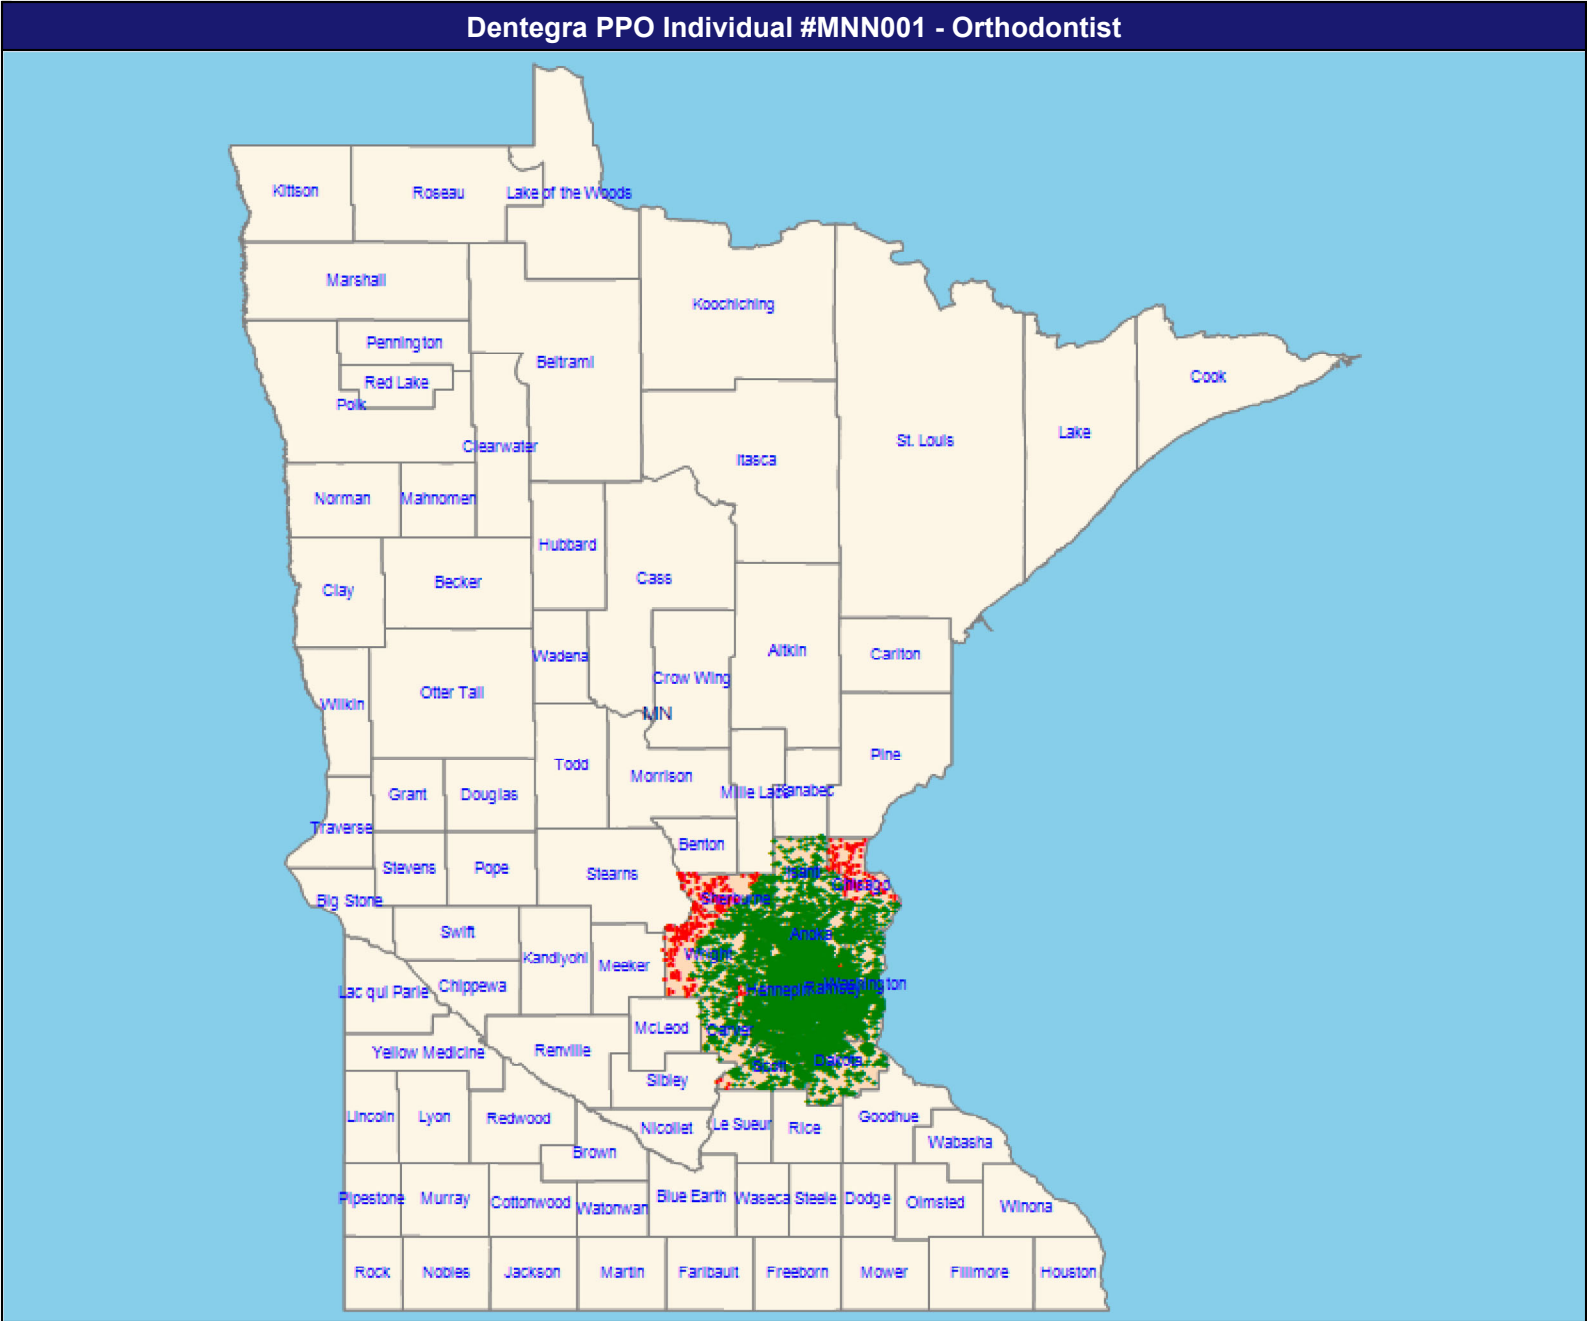 Dentegra PPO Individual #MNN001 - Orthodontist
Kittson
Roseau
Lake of the Woods
Marshall
Koochiching
Pennington
Beltrami
Red Lake
Polk
Cook
Clearwater
St. Louis
Lake
Itasca
Norman
Mahnomen
Hubbard
Cass
Becker
Clay
Wadena
Aitkin
Carlton
Crow Wing
Otter Tail
Wilkin
MN
Pine
Todd
Morrison
Mille Lacs
Kanabec
Grant
Douglas
Traverse
Benton
Stevens
Pope
Stearns
Isanti
Chisago
Big Stone
Sherburne
Swift
Anoka
Kandiyohi
Meeker
Wright
Lac qui Parle
Chippewa
Hennepin
Ramsey
Washington
McLeod
Carver
Yellow Medicine
Renville
Scott
Dakota
Sibley
Lincoln
Lyon
Redwood
Nicollet
Le Sueur
Rice
Goodhue
Wabasha
Brown
Pipestone
Murray
Cottonwood
Watonwan
Blue Earth
Waseca
Steele
Dodge
Olmsted
Winona
Rock
Nobles
Jackson
Martin
Faribault
Freeborn
Mower
Fillmore
Houston